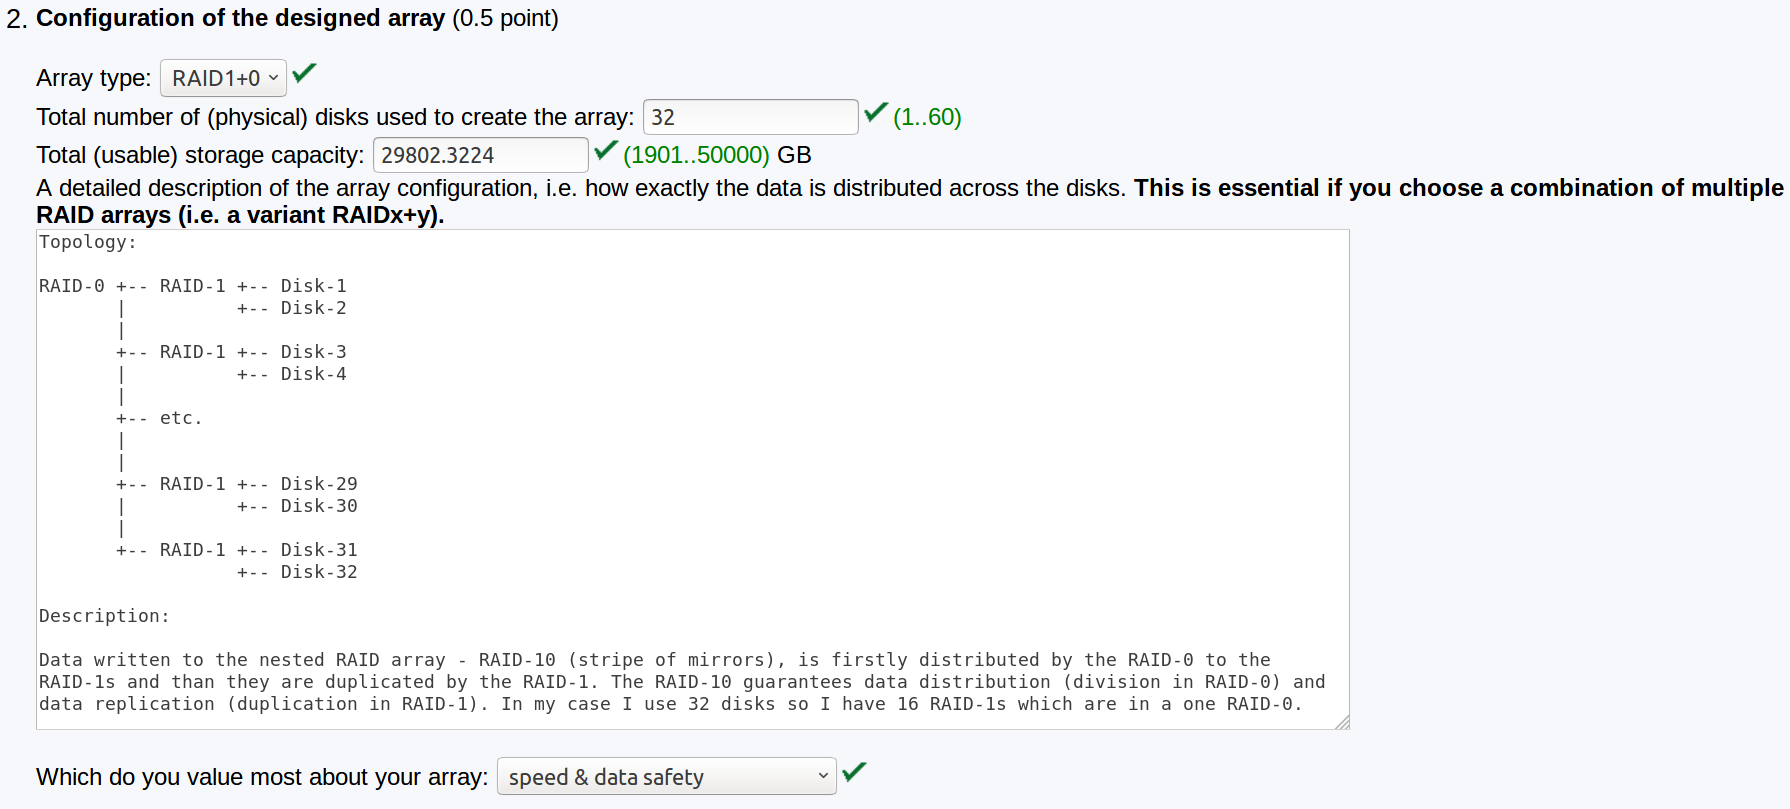 2. Configuration of the designed array (0.5 point)
Array type: RAID1+0
Total number of (physical) disks used to create the array: 32 (1..60)
Total (usable) storage capacity: 29802.3224 (1901..50000) GB
A detailed description of the array configuration, i.e. how exactly the data is distributed across the disks. This is essential if you choose a combination of multiple
RAID arrays (i.e. a variant RAIDx+y).
Topology:
RAID-0 +-- RAID-1 +-- Disk-1
|          +-- Disk-2
|
+-- RAID-1 +-- Disk-3
|          +-- Disk-4
|
+-- etc.
|
|
+-- RAID-1 +-- Disk-29
|          +-- Disk-30
|
+-- RAID-1 +-- Disk-31
+-- Disk-32
Description:
Data written to the nested RAID array - RAID-10 (stripe of mirrors), is firstly distributed by the RAID-0 to the
RAID-1s and than they are duplicated by the RAID-1. The RAID-10 guarantees data distribution (division in RAID-0) and
data replication (duplication in RAID-1). In my case I use 32 disks so I have 16 RAID-1s which are in a one RAID-0.
Which do you value most about your array: speed & data safety